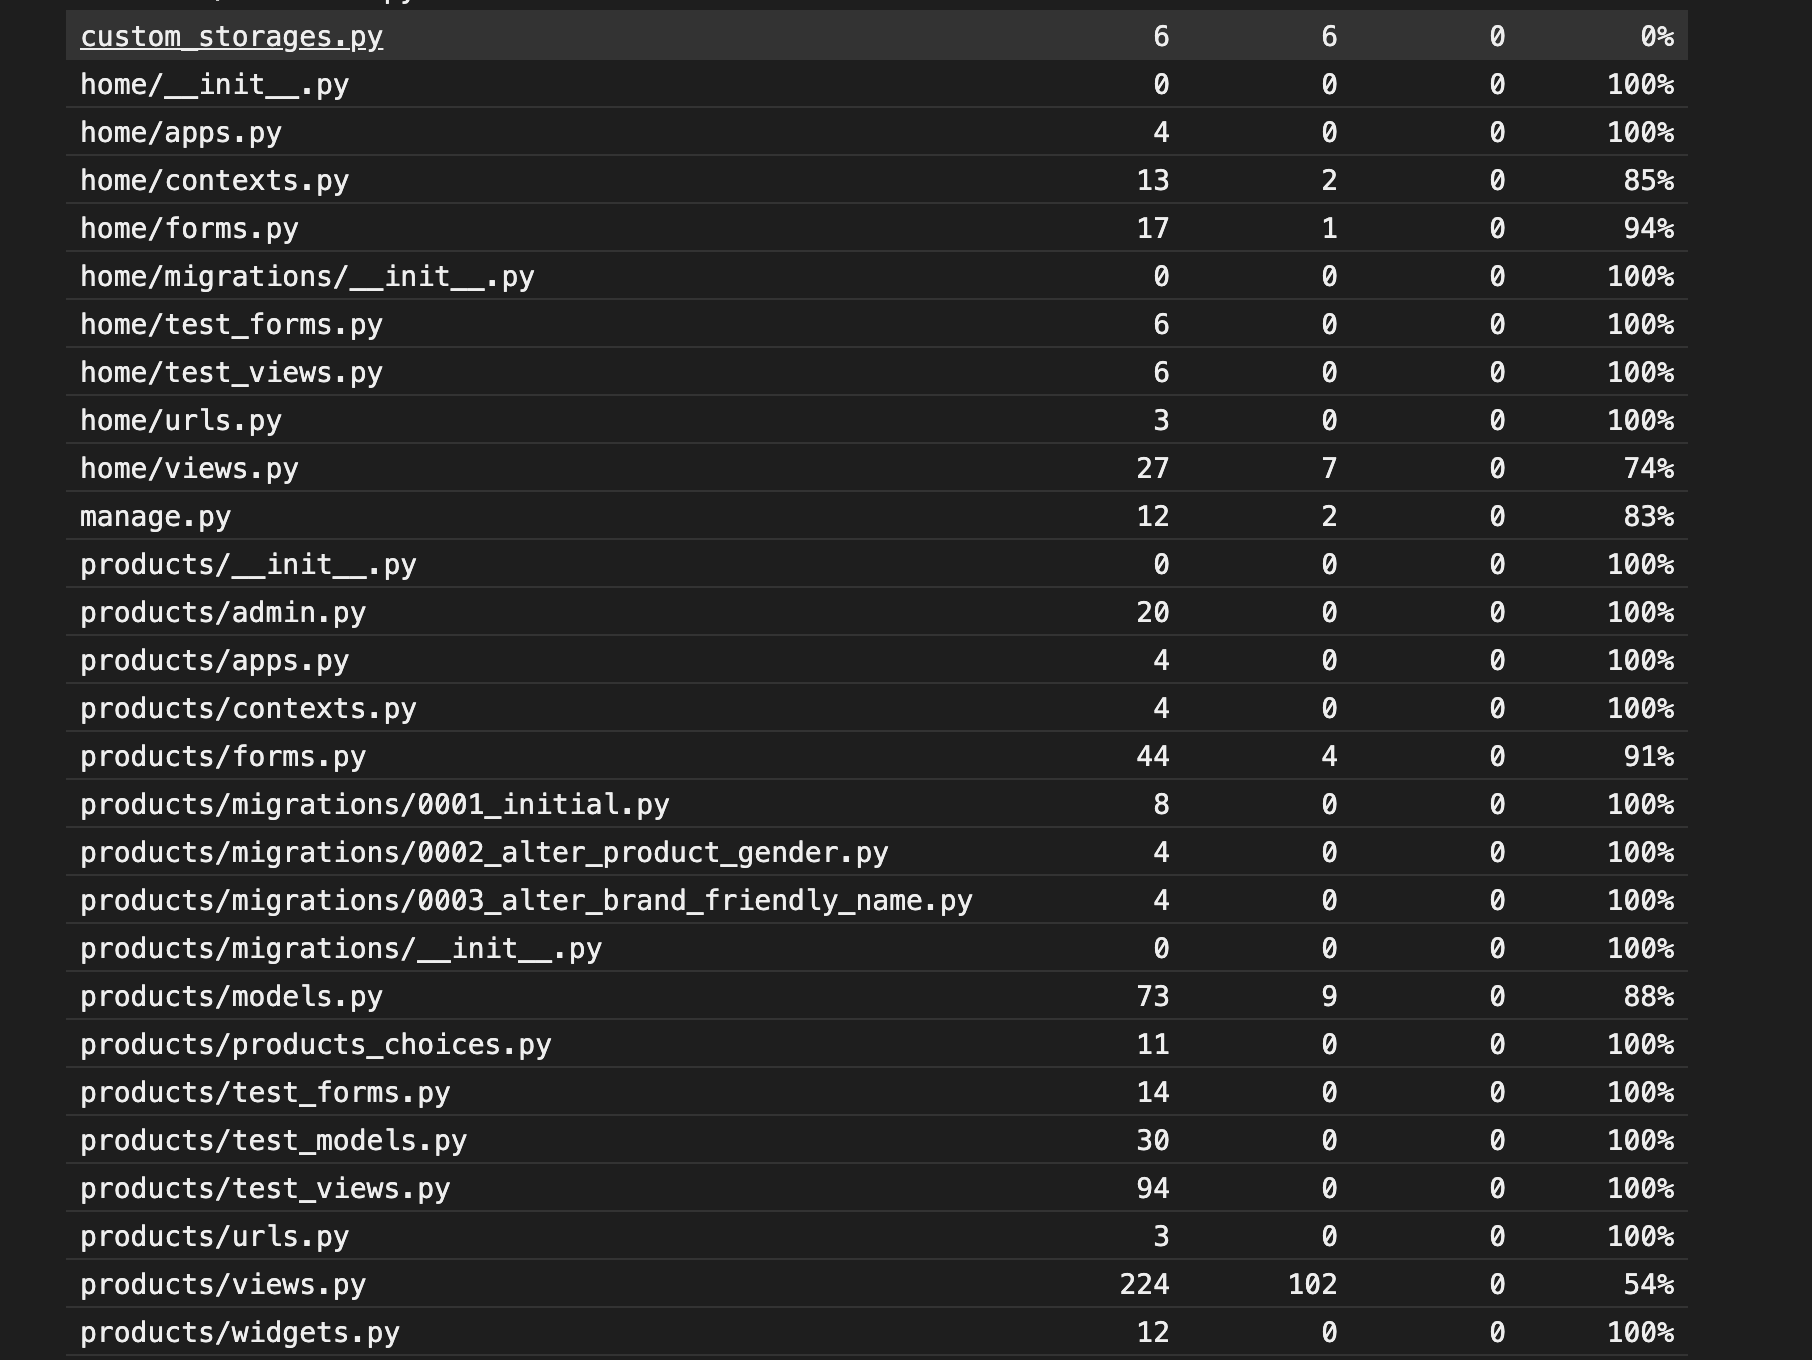 custom_storages.py 6 6 0 0%
home/__init__.py 0 0 0 100%
home/apps.py 4 0 0 100%
home/contexts.py 13 2 0 85%
home/forms.py 17 1 0 94%
home/migrations/__init__.py 0 0 0 100%
home/test_forms.py 6 0 0 100%
home/test_views.py 6 0 0 100%
home/urls.py 3 0 0 100%
home/views.py 27 7 0 74%
manage.py 12 2 0 83%
products/__init__.py 0 0 0 100%
products/admin.py 20 0 0 100%
products/apps.py 4 0 0 100%
products/contexts.py 4 0 0 100%
products/forms.py 44 4 0 91%
products/migrations/0001_initial.py 8 0 0 100%
products/migrations/0002_alter_product_gender.py 4 0 0 100%
products/migrations/0003_alter_brand_friendly_name.py 4 0 0 100%
products/migrations/__init__.py 0 0 0 100%
products/models.py 73 9 0 88%
products/products_choices.py 11 0 0 100%
products/test_forms.py 14 0 0 100%
products/test_models.py 30 0 0 100%
products/test_views.py 94 0 0 100%
products/urls.py 3 0 0 100%
products/views.py 224 102 0 54%
products/widgets.py 12 0 0 100%